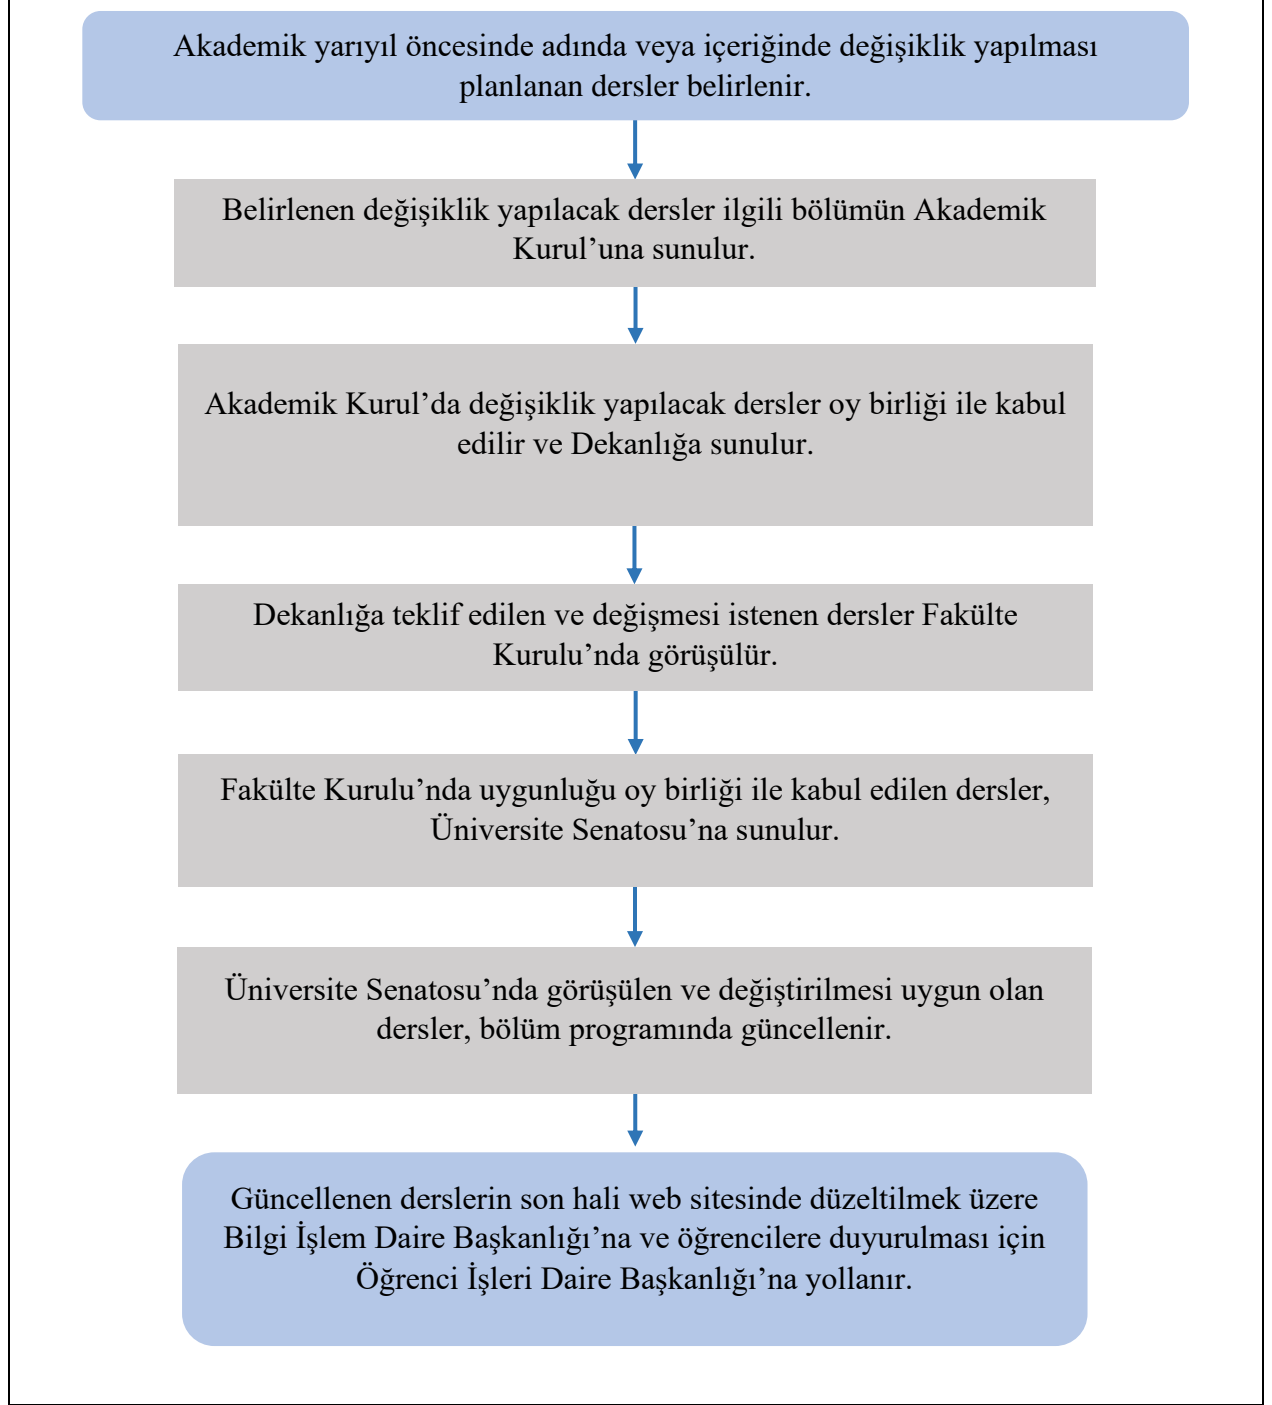 Akademik yarıyıl öncesinde adında veya içeriğinde değişiklik yapılması
planlanan dersler belirlenir.
Belirlenen değişiklik yapılacak dersler ilgili bölümün Akademik
Kurul’una sunulur.
Akademik Kurul’da değişiklik yapılacak dersler oy birliği ile kabul
edilir ve Dekanlığa sunulur.
Dekanlığa teklif edilen ve değişmesi istenen dersler Fakülte
Kurulu’nda görüşülür.
Fakülte Kurulu’nda uygunluğu oy birliği ile kabul edilen dersler,
Üniversite Senatosu’na sunulur.
Üniversite Senatosu’nda görüşülen ve değiştirilmesi uygun olan
dersler, bölüm programında güncellenir.
Güncellenen derslerin son hali web sitesinde düzeltilmek üzere
Bilgi İşlem Daire Başkanlığı’na ve öğrencilere duyurulması için
Öğrenci İşleri Daire Başkanlığı’na yollanır.